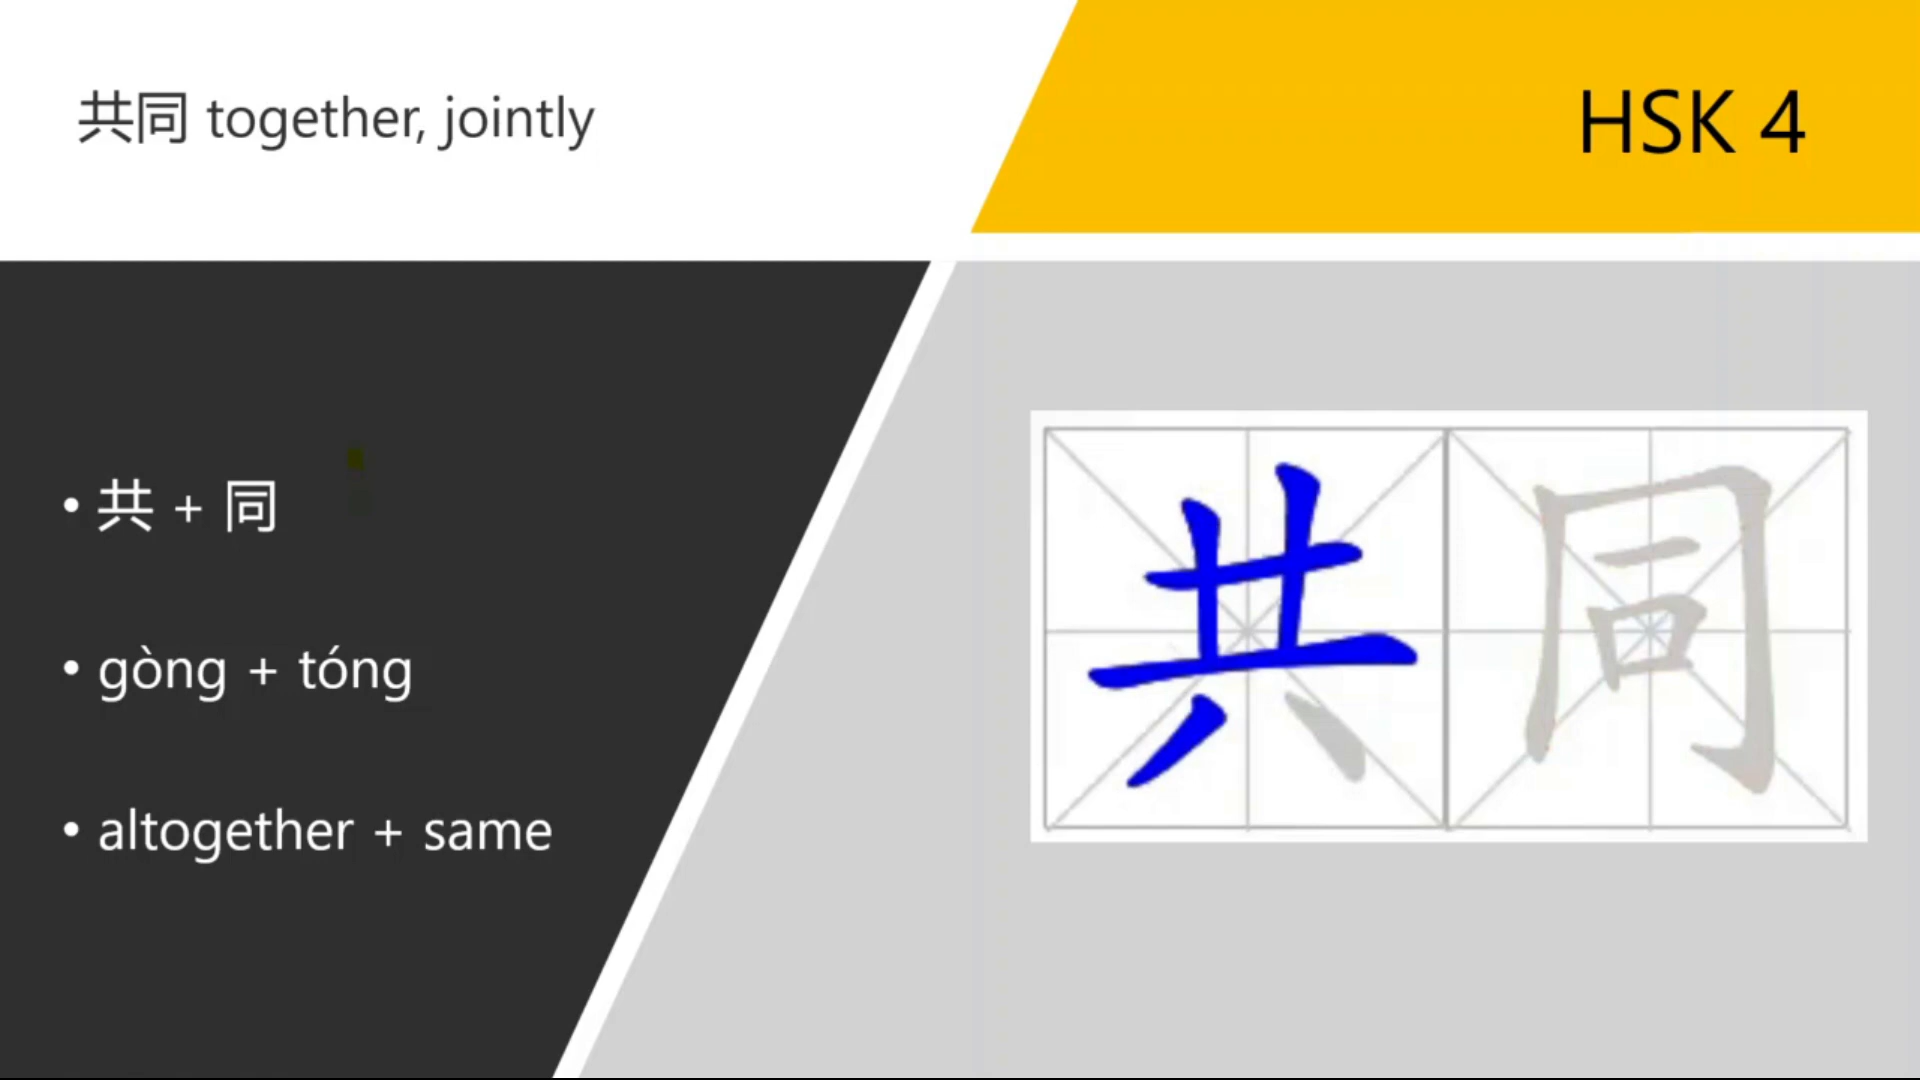 共同 together, jointly
HSK 4
• 共 + 同
• gòng + tóng
• altogether + same
共同